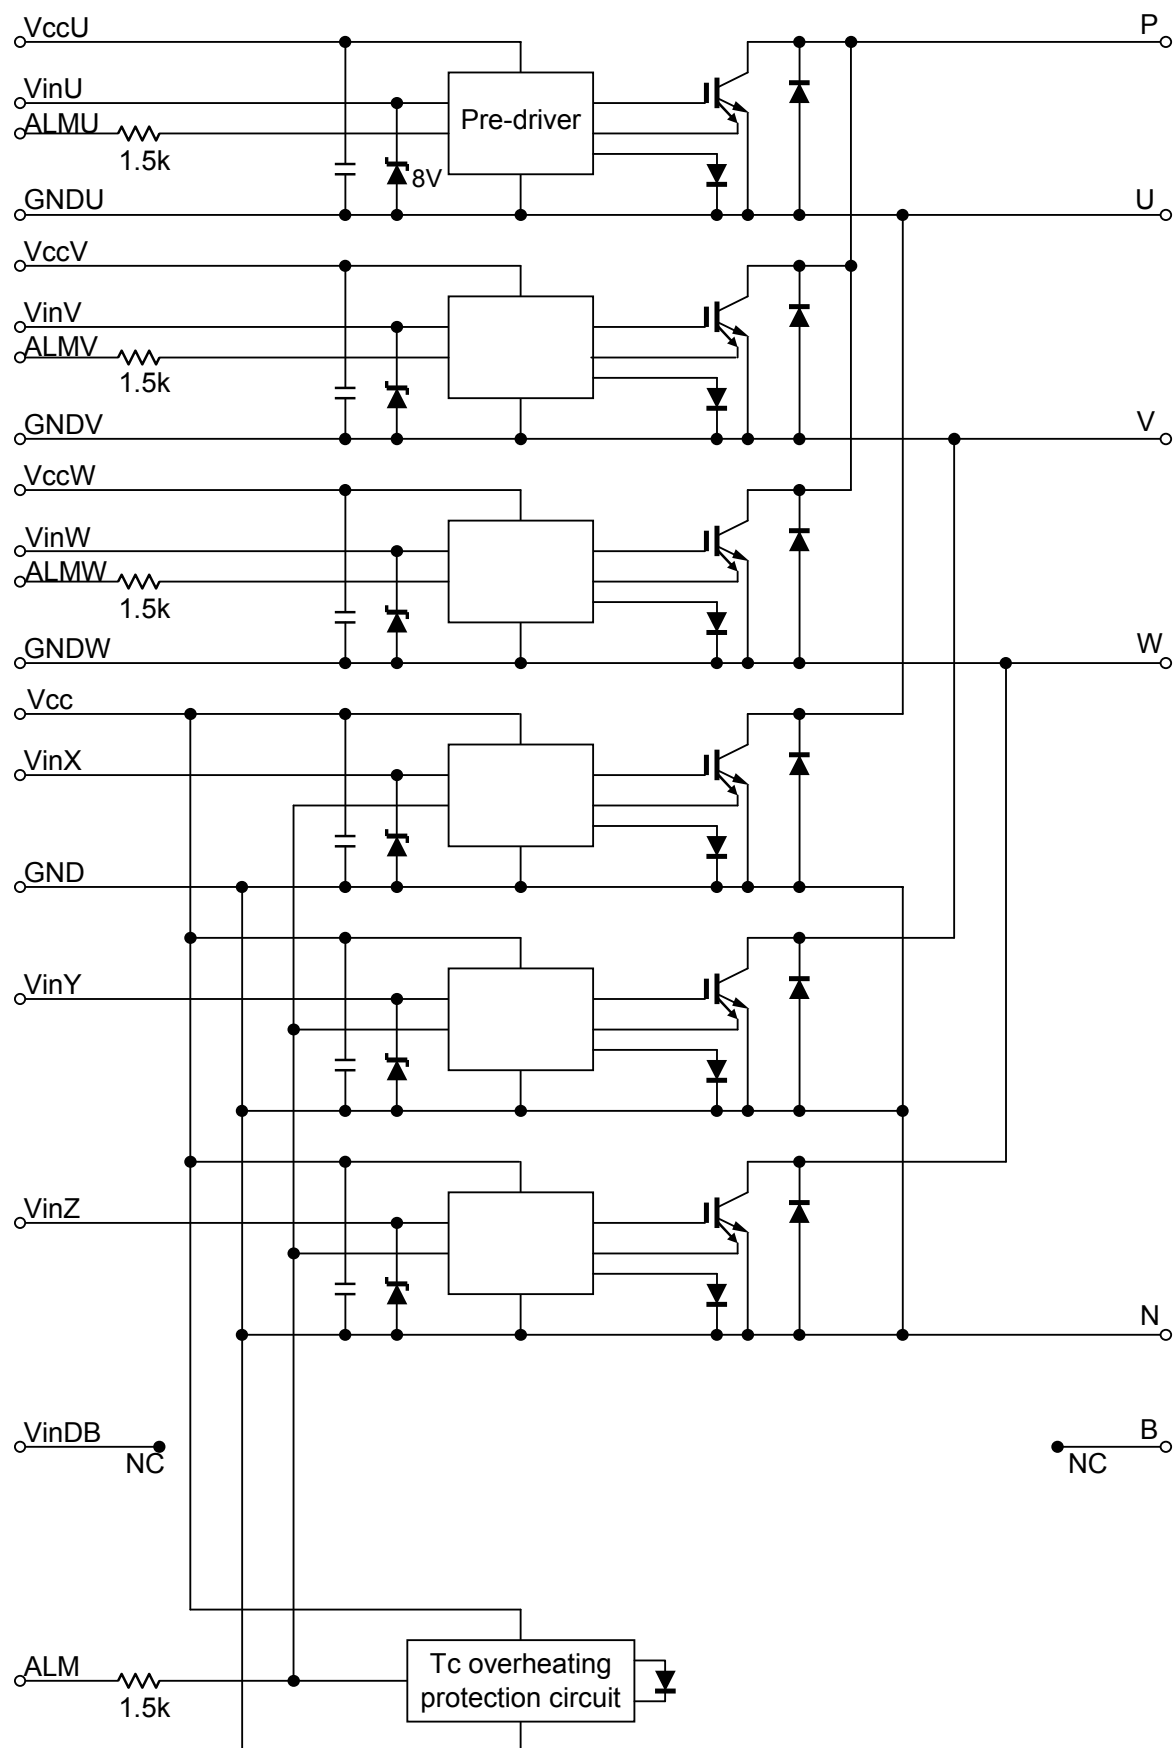 VccU
P
VinU
ALMU
Pre-driver
1.5k
8V
GNDU
U
VccV
VinV
ALMV
1.5k
GNDV
V
VccW
VinW
ALMW
1.5k
GNDW
W
Vcc
VinX
GND
VinY
VinZ
N
VinDB
NC
B
NC
ALM
1.5k
Tc overheating
protection circuit